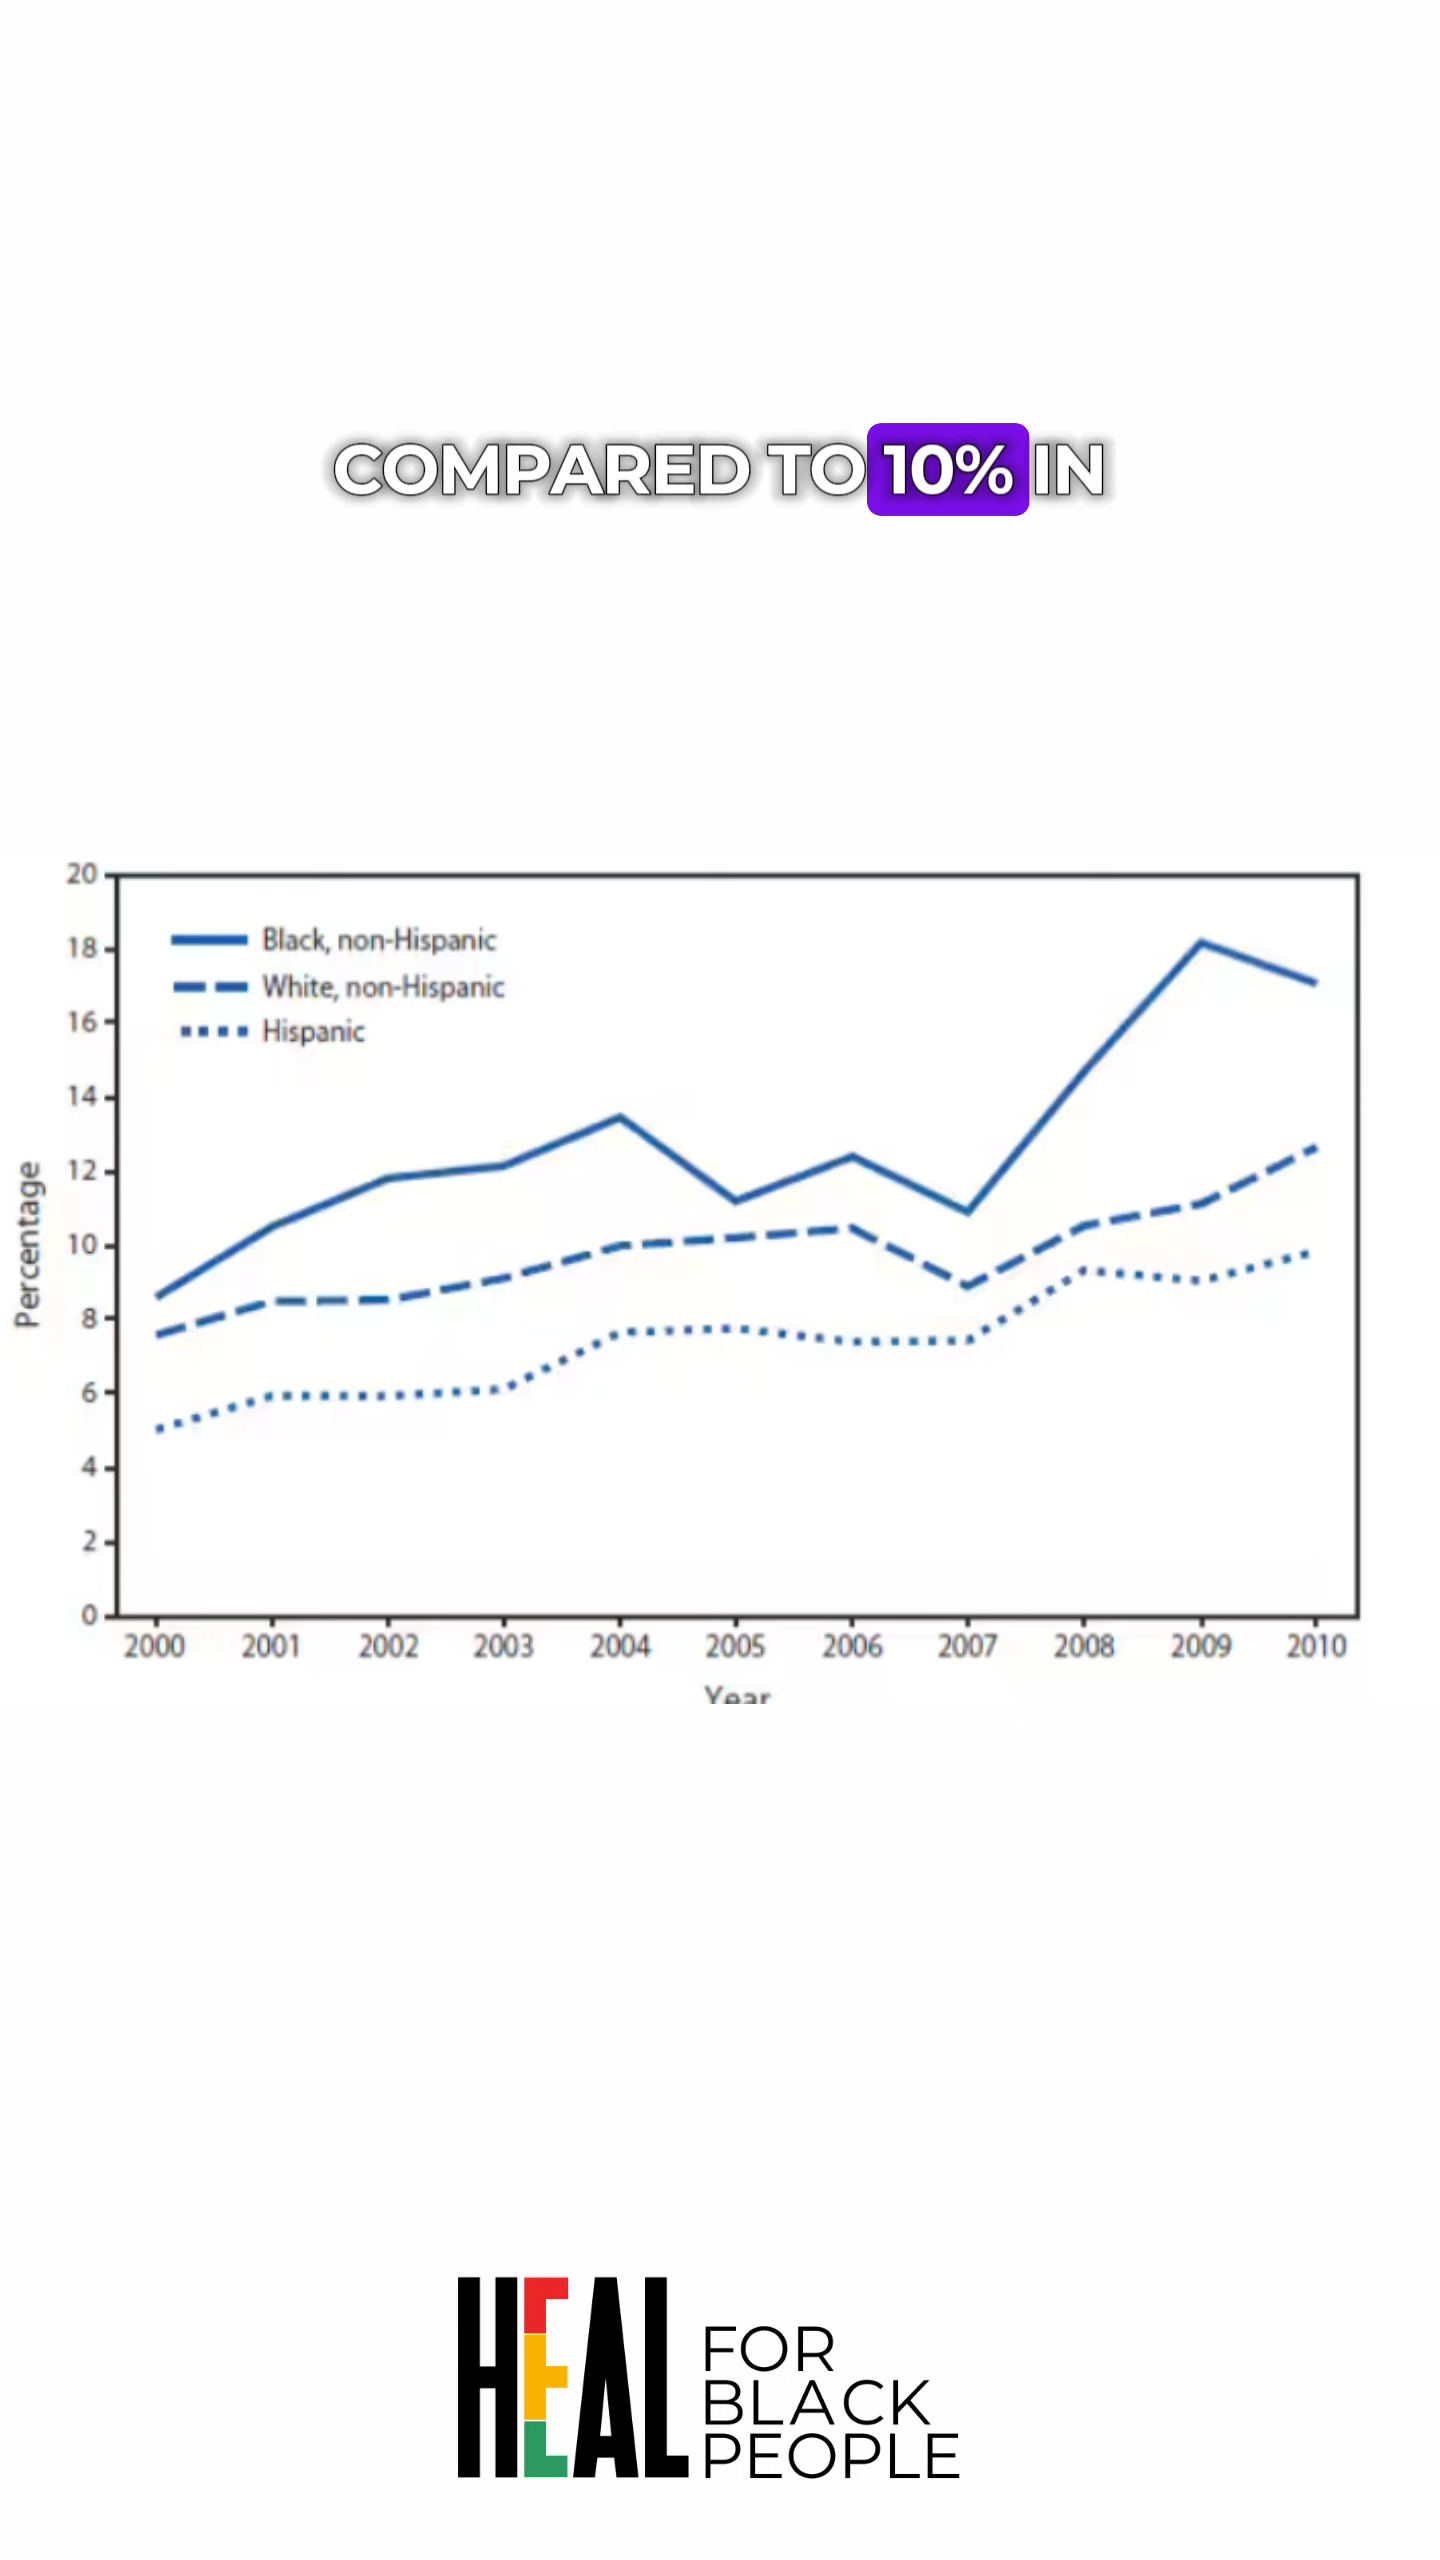 COMPARED TO 10% IN
20
18
16
14
12
10
8
6
4
2
0
Percentage
Black, non-Hispanic
White, non-Hispanic
Hispanic
2000 2001 2002 2003 2004 2005 2006 2007 2008 2009 2010
Year
HEAL
FOR
BLACK
PEOPLE